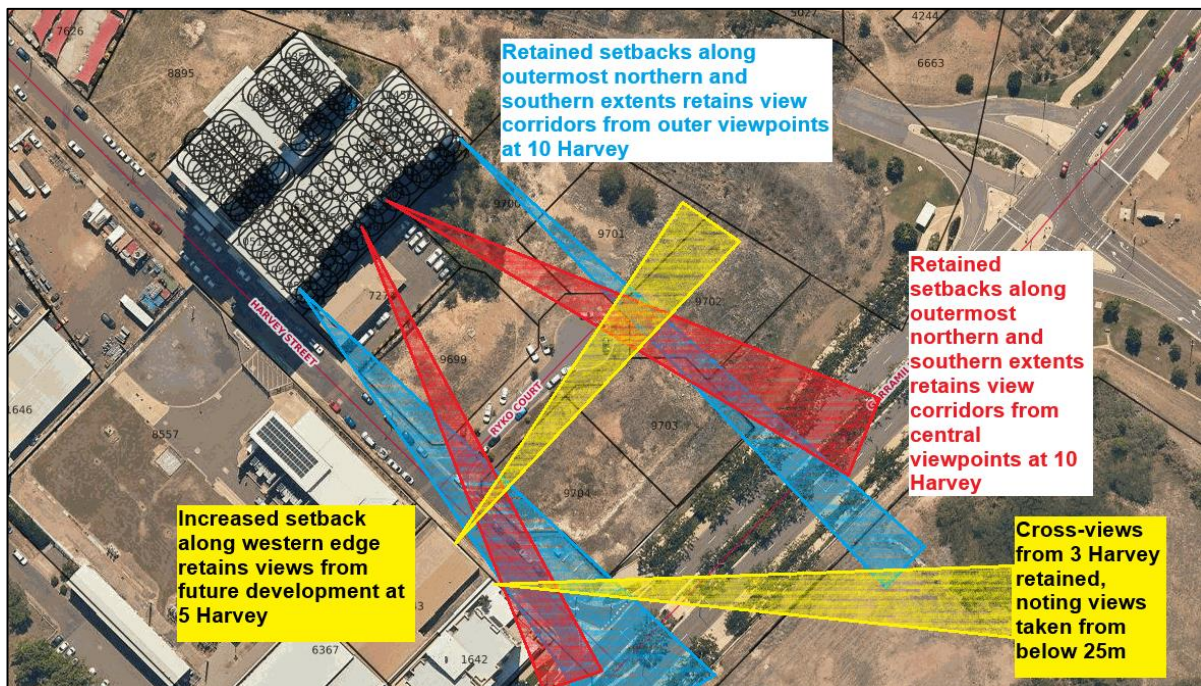 7626
8895
5027
4244
6663
Retained setbacks along
outermost northern and
southern extents retains view
corridors from outer viewpoints
at 10 Harvey
9700
9701
9702
HARVEY STREET
9699
RYKO COURT
9703
9704
Retained
setbacks along
outermost
northern and
southern extents
retains view
corridors from
central
viewpoints at 10
Harvey
1646
8557
Increased setback
along western edge
retains views from
future development at
5 Harvey
6367
1642
Cross-views
from 3 Harvey
retained,
noting views
taken from
below 25m